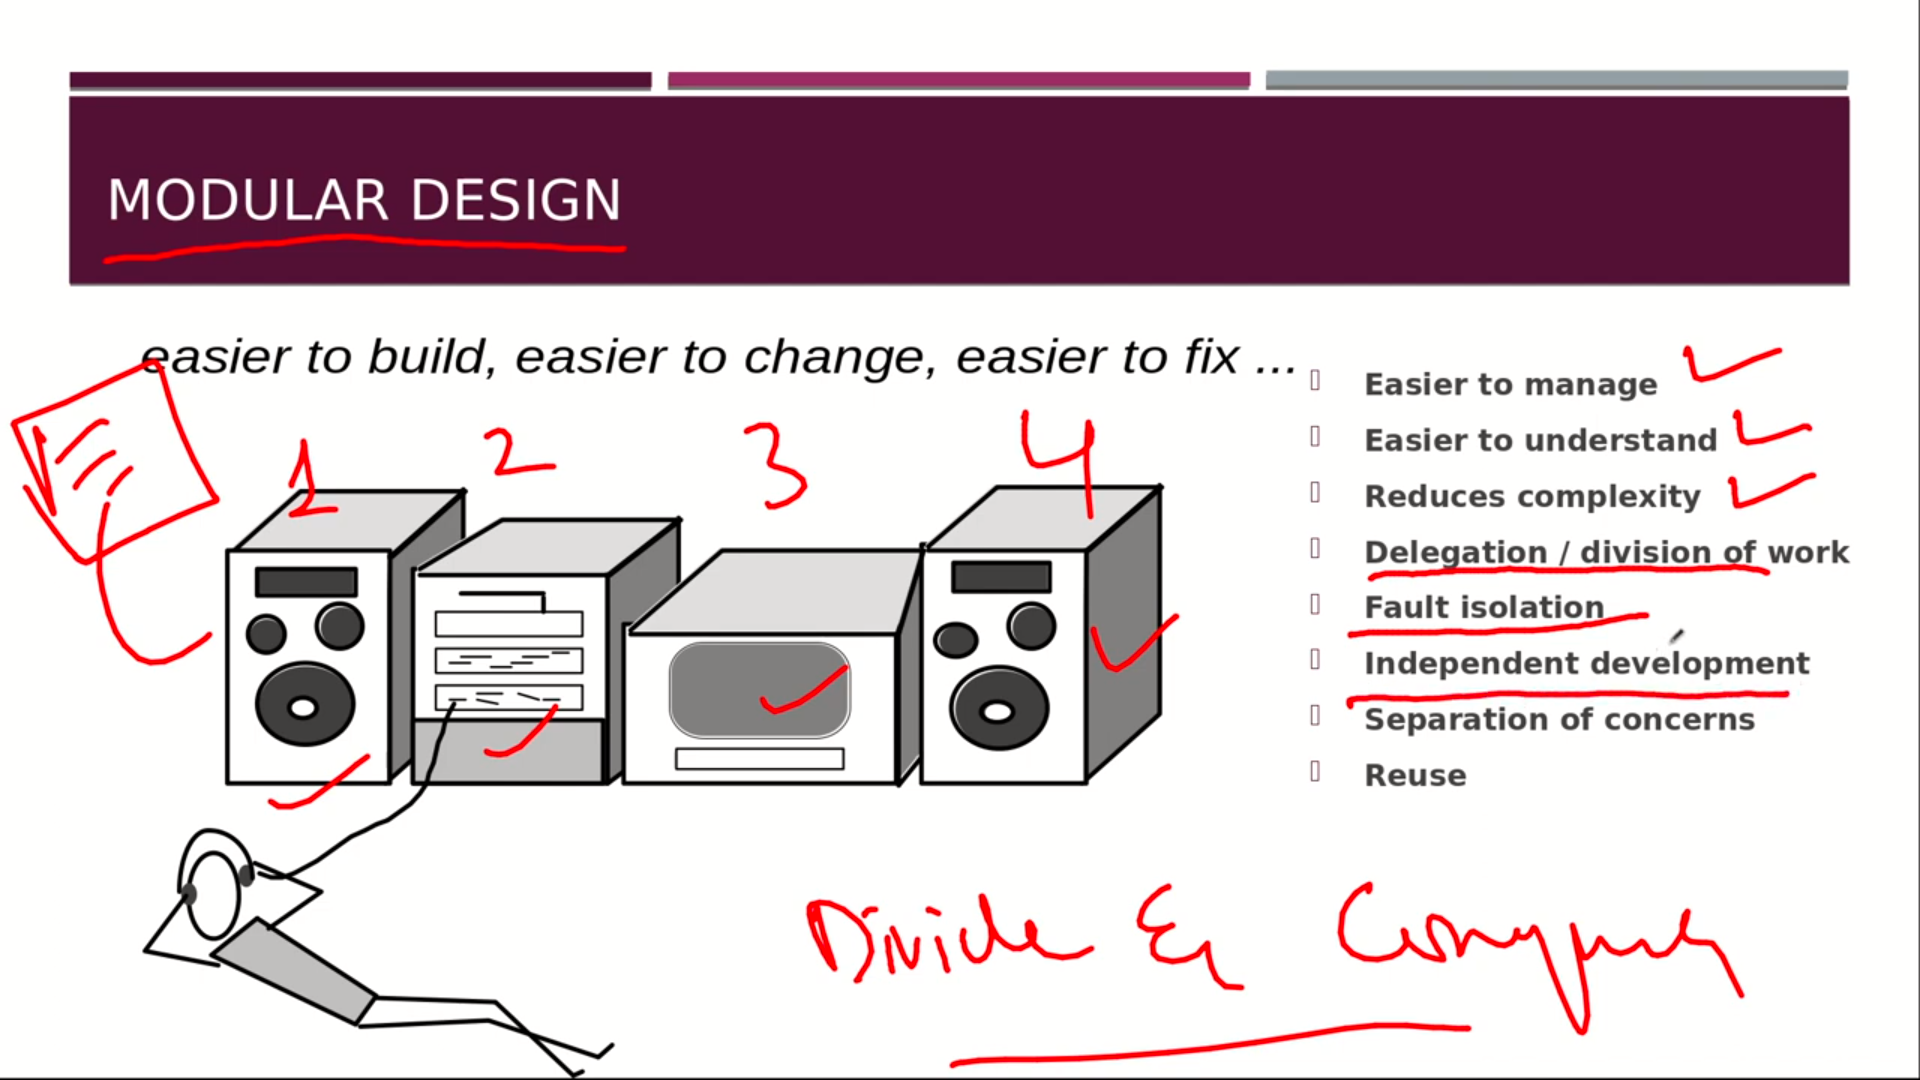 MODULAR DESIGN
easier to build, easier to change, easier to fix ...
Easier to manage
Easier to understand
Reduces complexity
Delegation / division of work
Fault isolation
Independent development
Separation of concerns
Reuse
1 2 3 4
Divide & Conquer